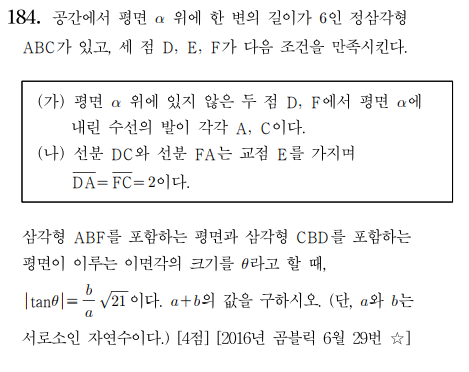 184. 공간에서 평면 α 위에 한 변의 길이가 6인 정삼각형
ABC가 있고, 세 점 D, E, F가 다음 조건을 만족시킨다.
(가) 평면 α 위에 있지 않은 두 점 D, F에서 평면 α에
내린 수선의 발이 각각 A, C이다.
(나) 선분 DC와 선분 FA는 교점 E를 가지며
$\overline{DA}=\overline{FC}=2$이다.
삼각형 ABF를 포함하는 평면과 삼각형 CBD를 포함하는
평면이 이루는 이면각의 크기를 θ라고 할 때,
$|\tan\theta|=\frac{b}{a}\sqrt{21}$이다. a+b의 값을 구하시오. (단, a와 b는
서로소인 자연수이다.) [4점] [2016년 곰블릭 6월 29번 ☆]